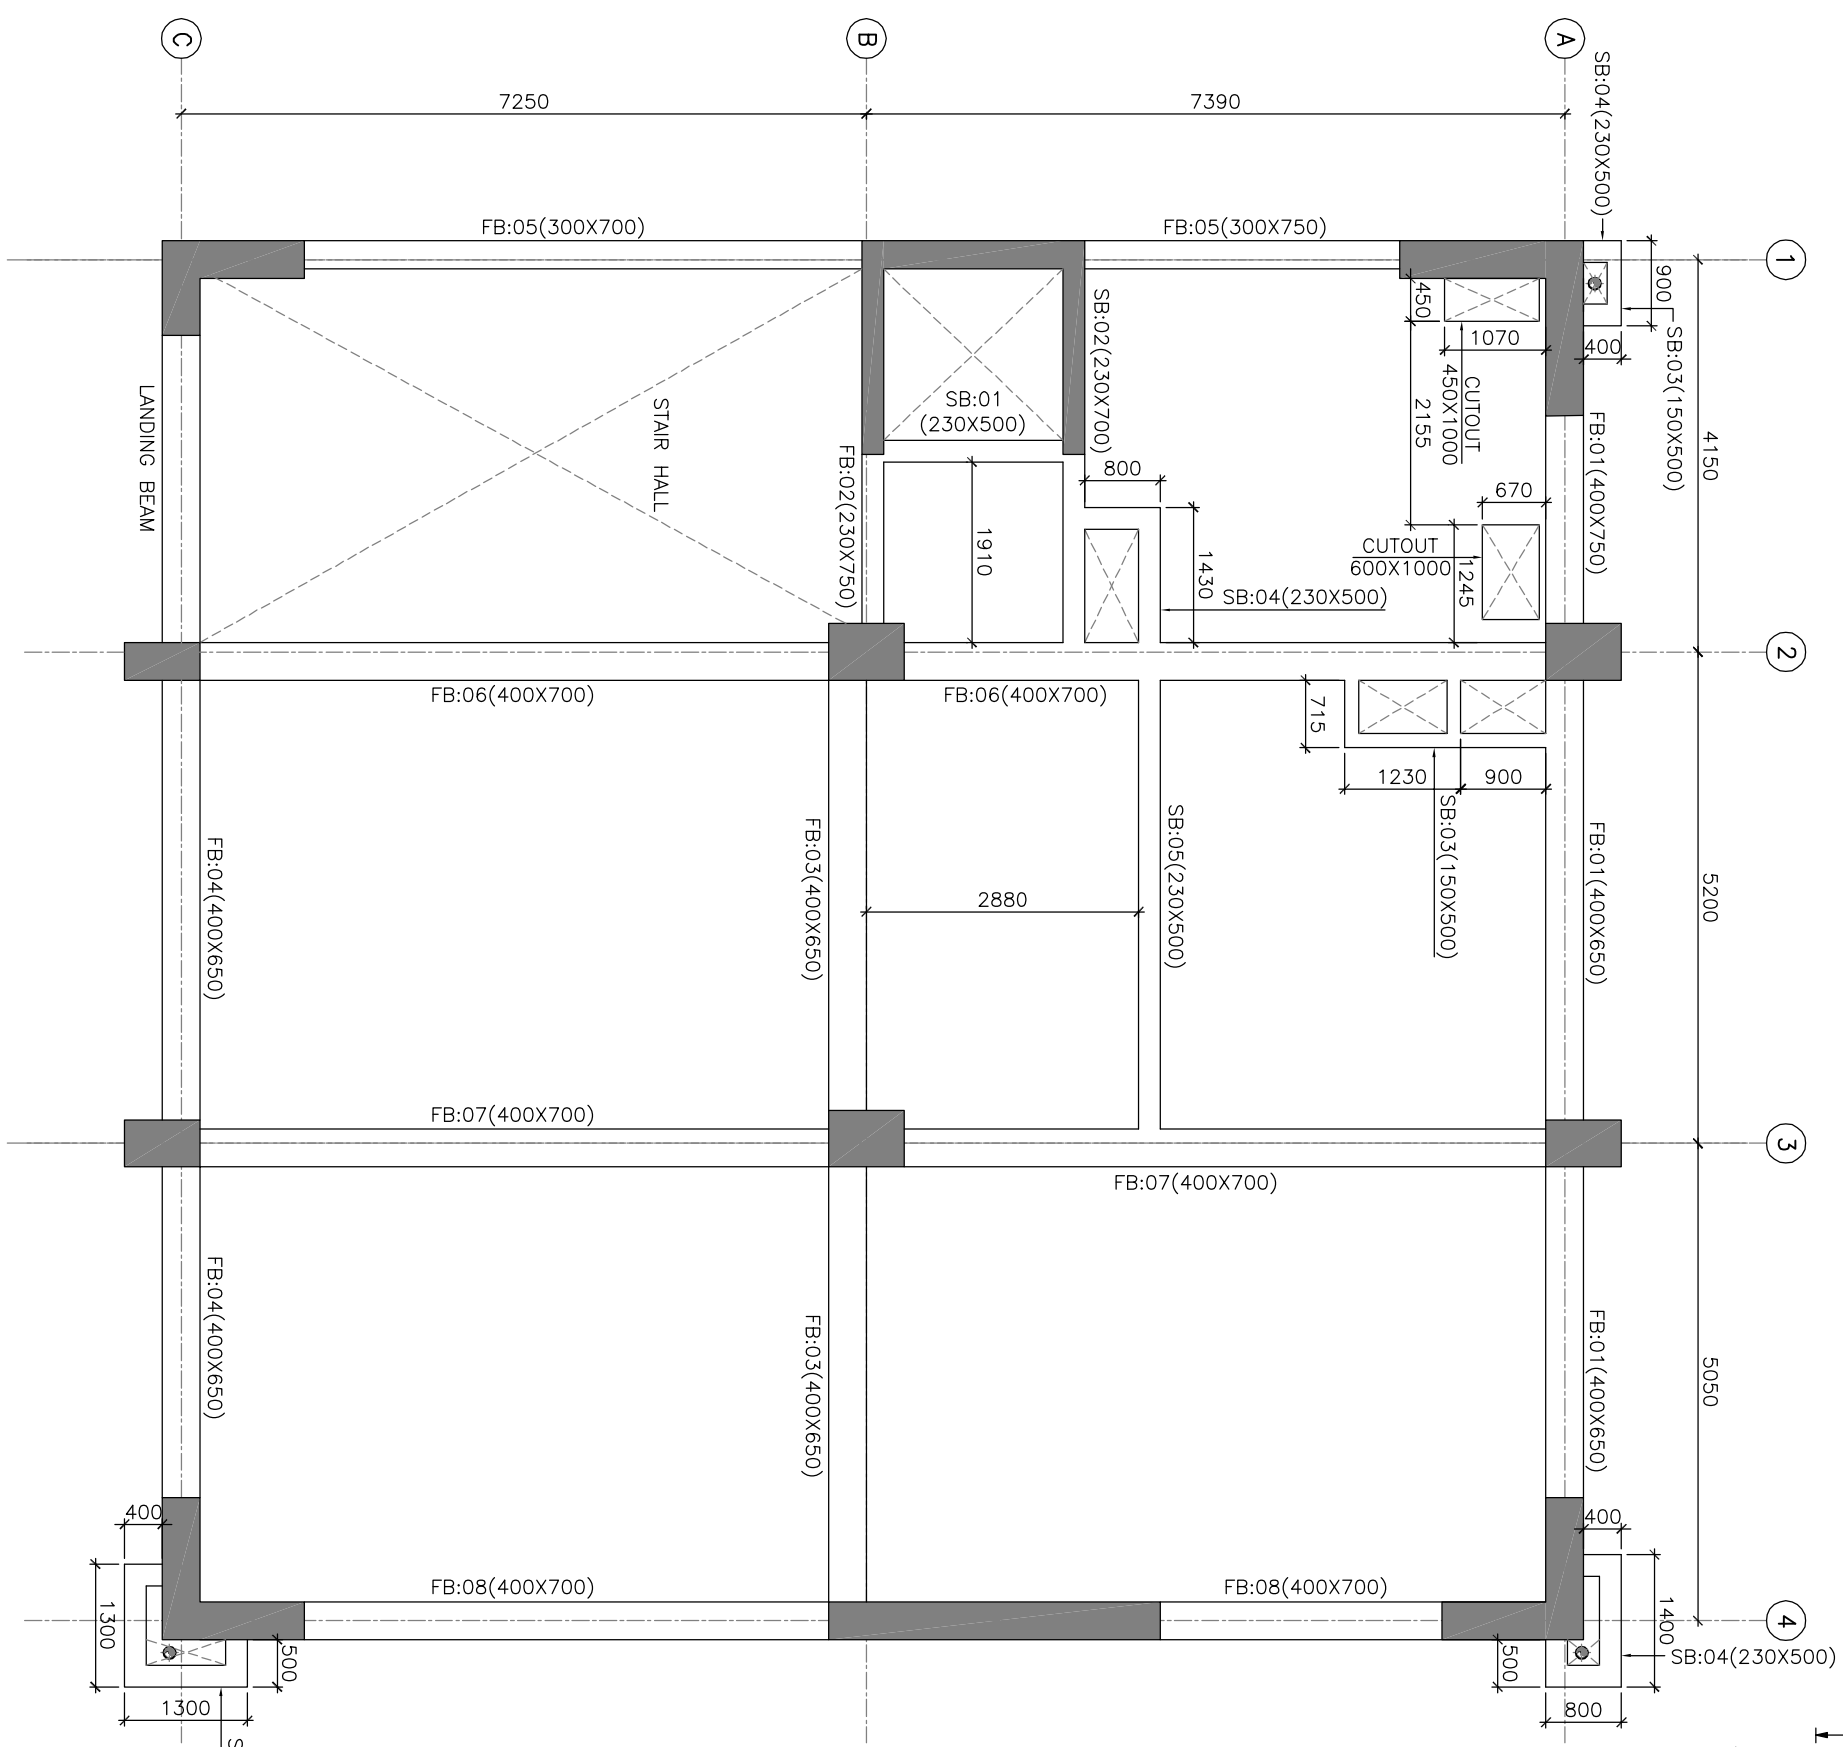 C
B
A
SB:04(230X500)
7250
7390
FB:05(300X700)
FB:05(300X750)
1
900
450
1070
400
SB:03(150X500)
SB:02(230X700)
CUTOUT
450X1000
2155
LANDING BEAM
STAIR HALL
SB:01
(230X500)
FB:01(400X750)
4150
FB:02(230X750)
800
670
1910
1430
CUTOUT
600X1000
1245
SB:04(230X500)
2
FB:06(400X700)
FB:06(400X700)
715
1230
900
SB:03(150X500)
FB:04(400X650)
FB:03(400X650)
SB:05(230X500)
FB:01(400X650)
5200
2880
FB:07(400X700)
3
FB:07(400X700)
FB:04(400X650)
FB:03(400X650)
FB:01(400X650)
5050
400
400
FB:08(400X700)
FB:08(400X700)
1300
1400
4
500
500
SB:04(230X500)
1300
800